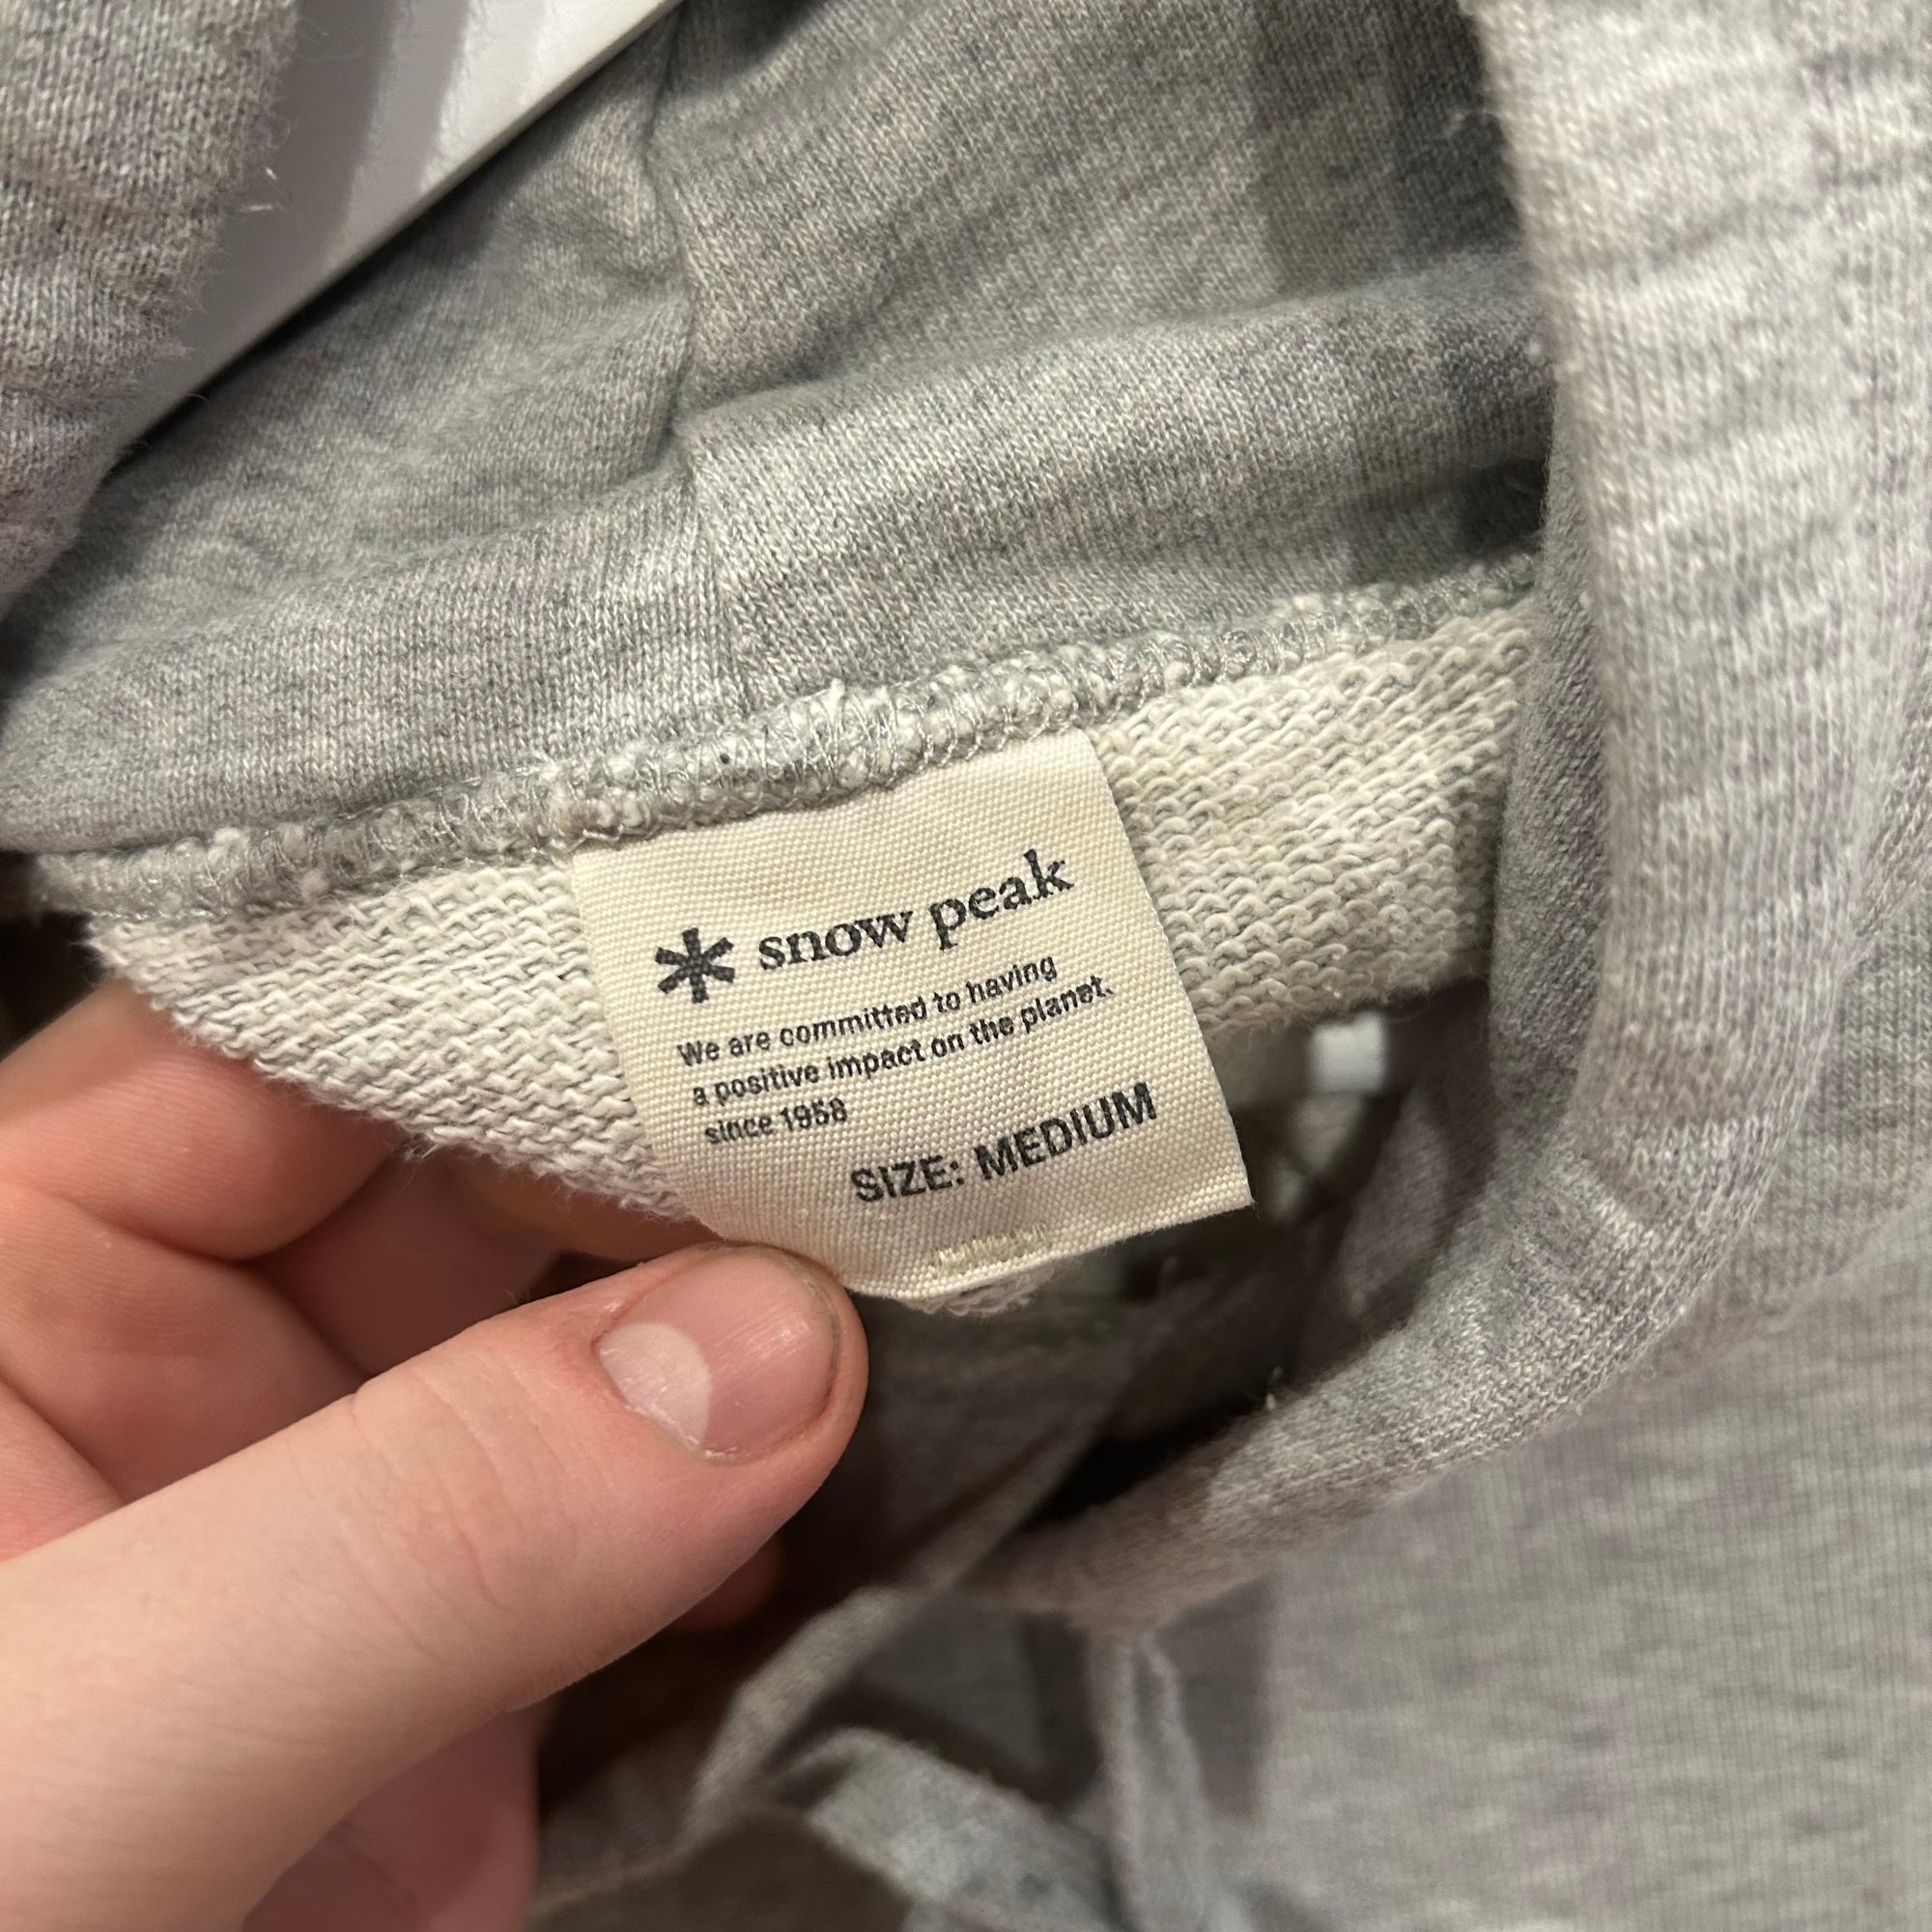 snow peak
We are committed to having
a positive impact on the planet.
since 1958
SIZE: MEDIUM